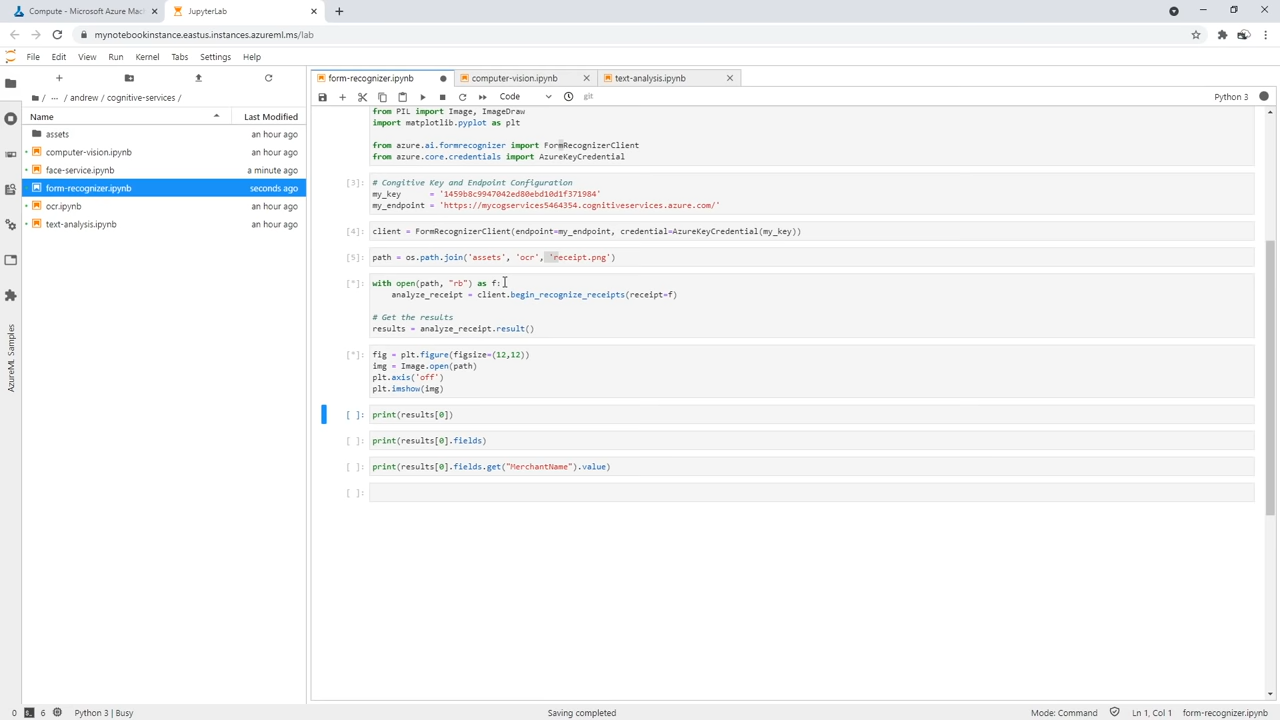 Compute - Microsoft Azure Mac
JupyterLab
mynotebookinstance.eastus.instances.azureml.ms/lab
File Edit View Run Kernel Tabs Settings Help
form-recognizer.ipynb
computer-vision.ipynb
text-analysis.ipynb
Code
git
Python 3
/ ... / andrew / cognitive-services /
Name Last Modified
assets an hour ago
computer-vision.ipynb an hour ago
face-service.ipynb a minute ago
form-recognizer.ipynb seconds ago
ocr.ipynb an hour ago
text-analysis.ipynb an hour ago
AzureML Samples
from PIL import Image, ImageDraw
import matplotlib.pyplot as plt
from azure.ai.formrecognizer import FormRecognizerClient
from azure.core.credentials import AzureKeyCredential
[3]: # Congitive Key and Endpoint Configuration
my_key = '1459b8c9947042ed80ebd10d1f371984'
my_endpoint = 'https://mycogservices5464354.cognitiveservices.azure.com/'
[4]: client = FormRecognizerClient(endpoint=my_endpoint, credential=AzureKeyCredential(my_key))
[5]: path = os.path.join('assets', 'ocr', 'receipt.png')
[*]: with open(path, "rb") as f:
analyze_receipt = client.begin_recognize_receipts(receipt=f)
# Get the results
results = analyze_receipt.result()
[*]: fig = plt.figure(figsize=(12,12))
img = Image.open(path)
plt.axis('off')
plt.imshow(img)
[ ]: print(results[0])
[ ]: print(results[0].fields)
[ ]: print(results[0].fields.get("MerchantName").value)
[ ]:
0 6 Python 3 | Busy
Saving completed
Mode: Command Ln 1, Col 1 form-recognizer.ipynb